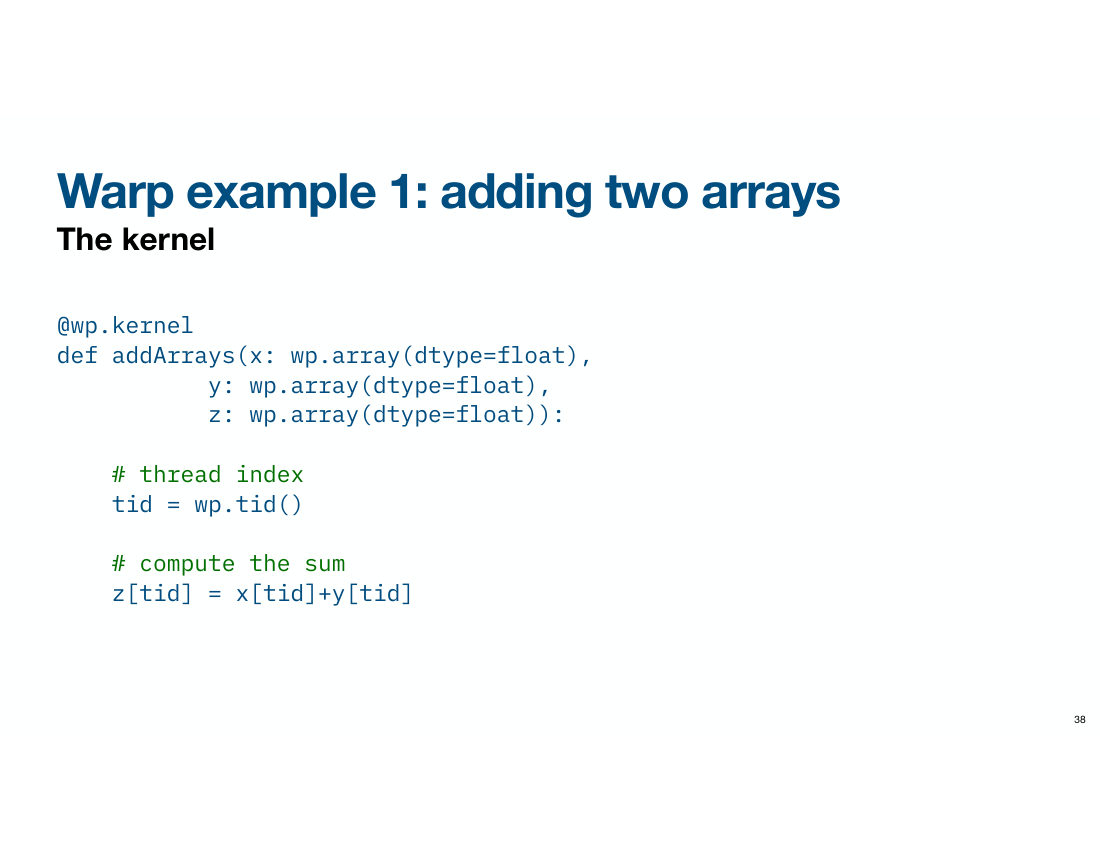 Warp example 1: adding two arrays
The kernel
@wp.kernel
def addArrays(x: wp.array(dtype=float),
           y: wp.array(dtype=float),
           z: wp.array(dtype=float)):
    # thread index
    tid = wp.tid()
    # compute the sum
    z[tid] = x[tid]+y[tid]
38